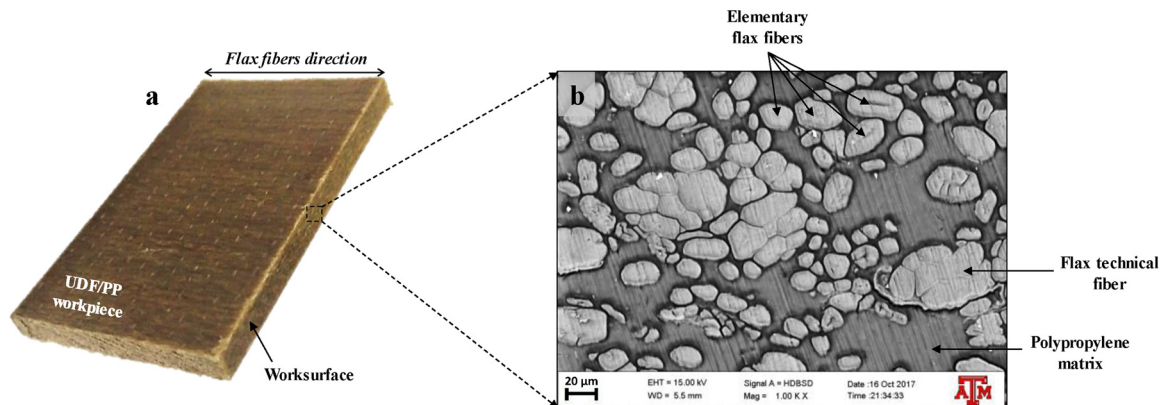 Flax fibers direction
a
UDF/PP
workpiece
Worksurface
Elementary
flax fibers
b
Flax technical
fiber
Polypropylene
matrix
20 µm
EHT = 15.00 kV
WD = 5.5 mm
Signal A = HDBSD
Mag = 1.00 K X
Date :16 Oct 2017
Time :21:34:33
ATM